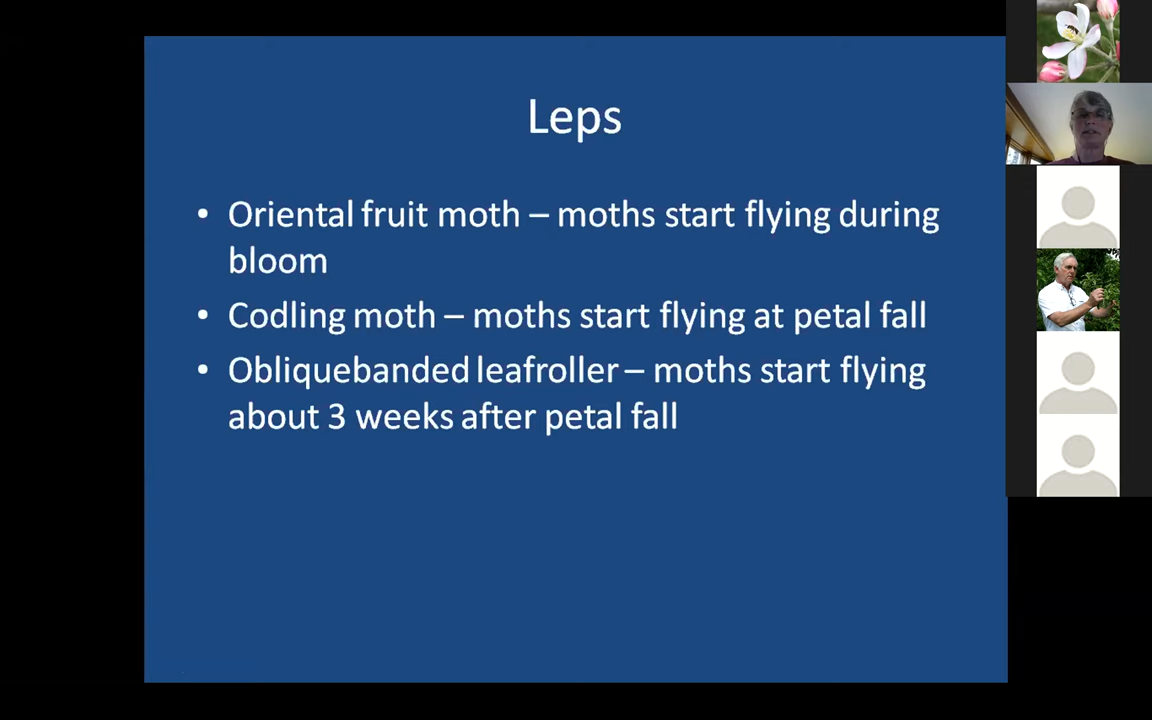 Leps
• Oriental fruit moth – moths start flying during
bloom
• Codling moth – moths start flying at petal fall
• Obliquebanded leafroller – moths start flying
about 3 weeks after petal fall